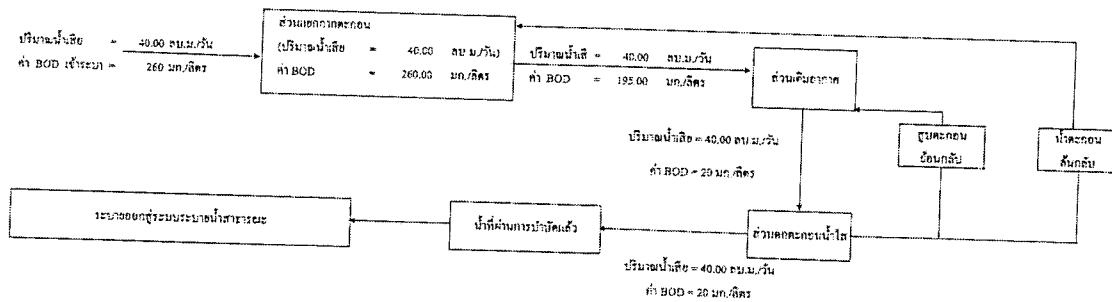 ส่วนแยกกากตะกอน
ปริมาณน้ำเสีย = 40.00 ลบ.ม./วัน
(ปริมาณน้ำเสีย = 40.00 ลบ.ม./วัน)
ปริมาณน้ำเสี = 40.00 ลบ.ม./วัน
ค่า BOD เข้าระบบ = 260 มก./ลิตร
ค่า BOD = 260.00 มก./ลิตร
ค่า BOD = 195.00 มก./ลิตร
ส่วนเติมอากาศ
ปริมาณน้ำเสีย = 40.00 ลบ.ม./วัน
ค่า BOD = 20 มก./ลิตร
สูบตะกอน
ย้อนกลับ
น้ำตะกอน
ล้นกลับ
ระบายออกสู่ระบบระบายน้ำสาธารณะ
น้ำที่ผ่านการบำบัดแล้ว
ส่วนตกตะกอนน้ำใส
ปริมาณน้ำเสีย = 40.00 ลบ.ม./วัน
ค่า BOD = 20 มก./ลิตร